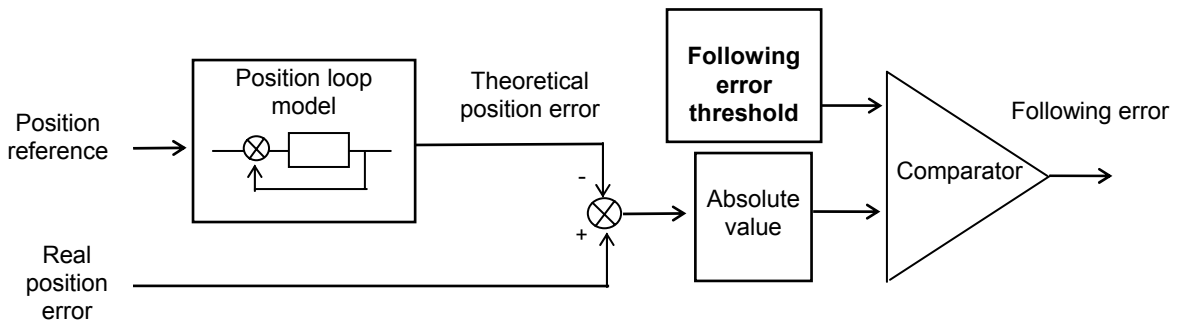 Position
reference
Position loop
model
Theoretical
position error
-
+
Real
position
error
Following
error
threshold
Absolute
value
Comparator
Following error